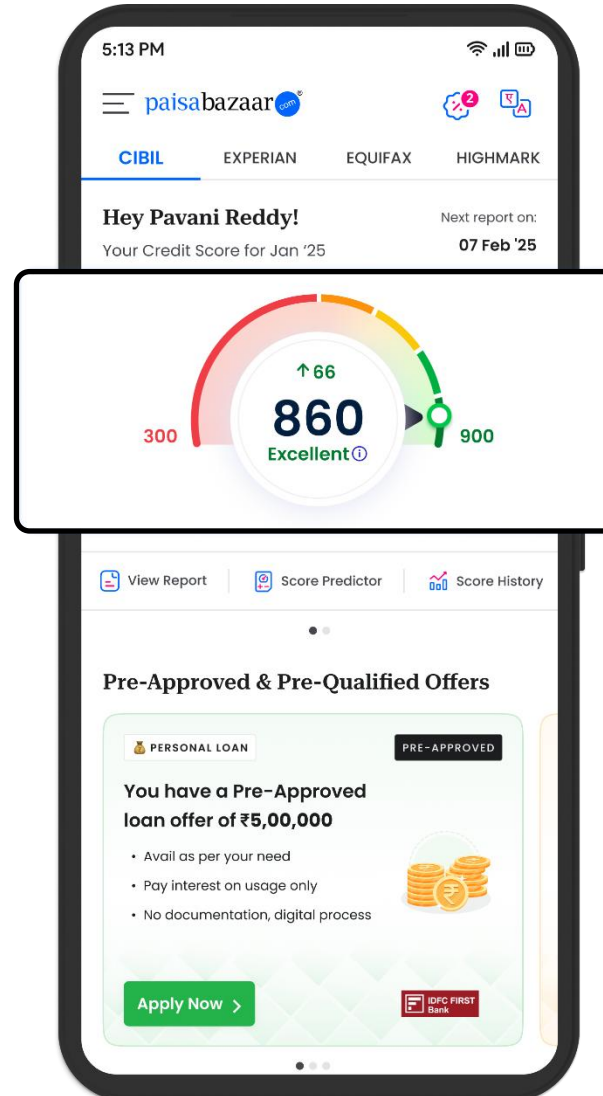 5:13 PM
paisabazaar.com®
2
ए A
CIBIL EXPERIAN EQUIFAX HIGHMARK
Hey Pavani Reddy!
Next report on:
Your Credit Score for Jan '25
07 Feb '25
↑66
860
300
900
Excellent
View Report
Score Predictor
Score History
Pre-Approved & Pre-Qualified Offers
PERSONAL LOAN
PRE-APPROVED
You have a Pre-Approved
loan offer of ₹5,00,000
• Avail as per your need
• Pay interest on usage only
• No documentation, digital process
₹
Apply Now >
IDFC FIRST
Bank